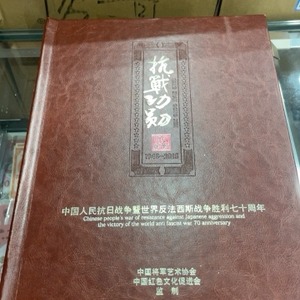 抗戰功勛
1945-2015
中国人民抗日战争暨世界反法西斯战争胜利七十周年
Chinese people's war of resistance against Japanese aggression and
the victory of the world anti fascist war 70 anniversary
中国将军艺术协会
中国红色文化促进会
监 制